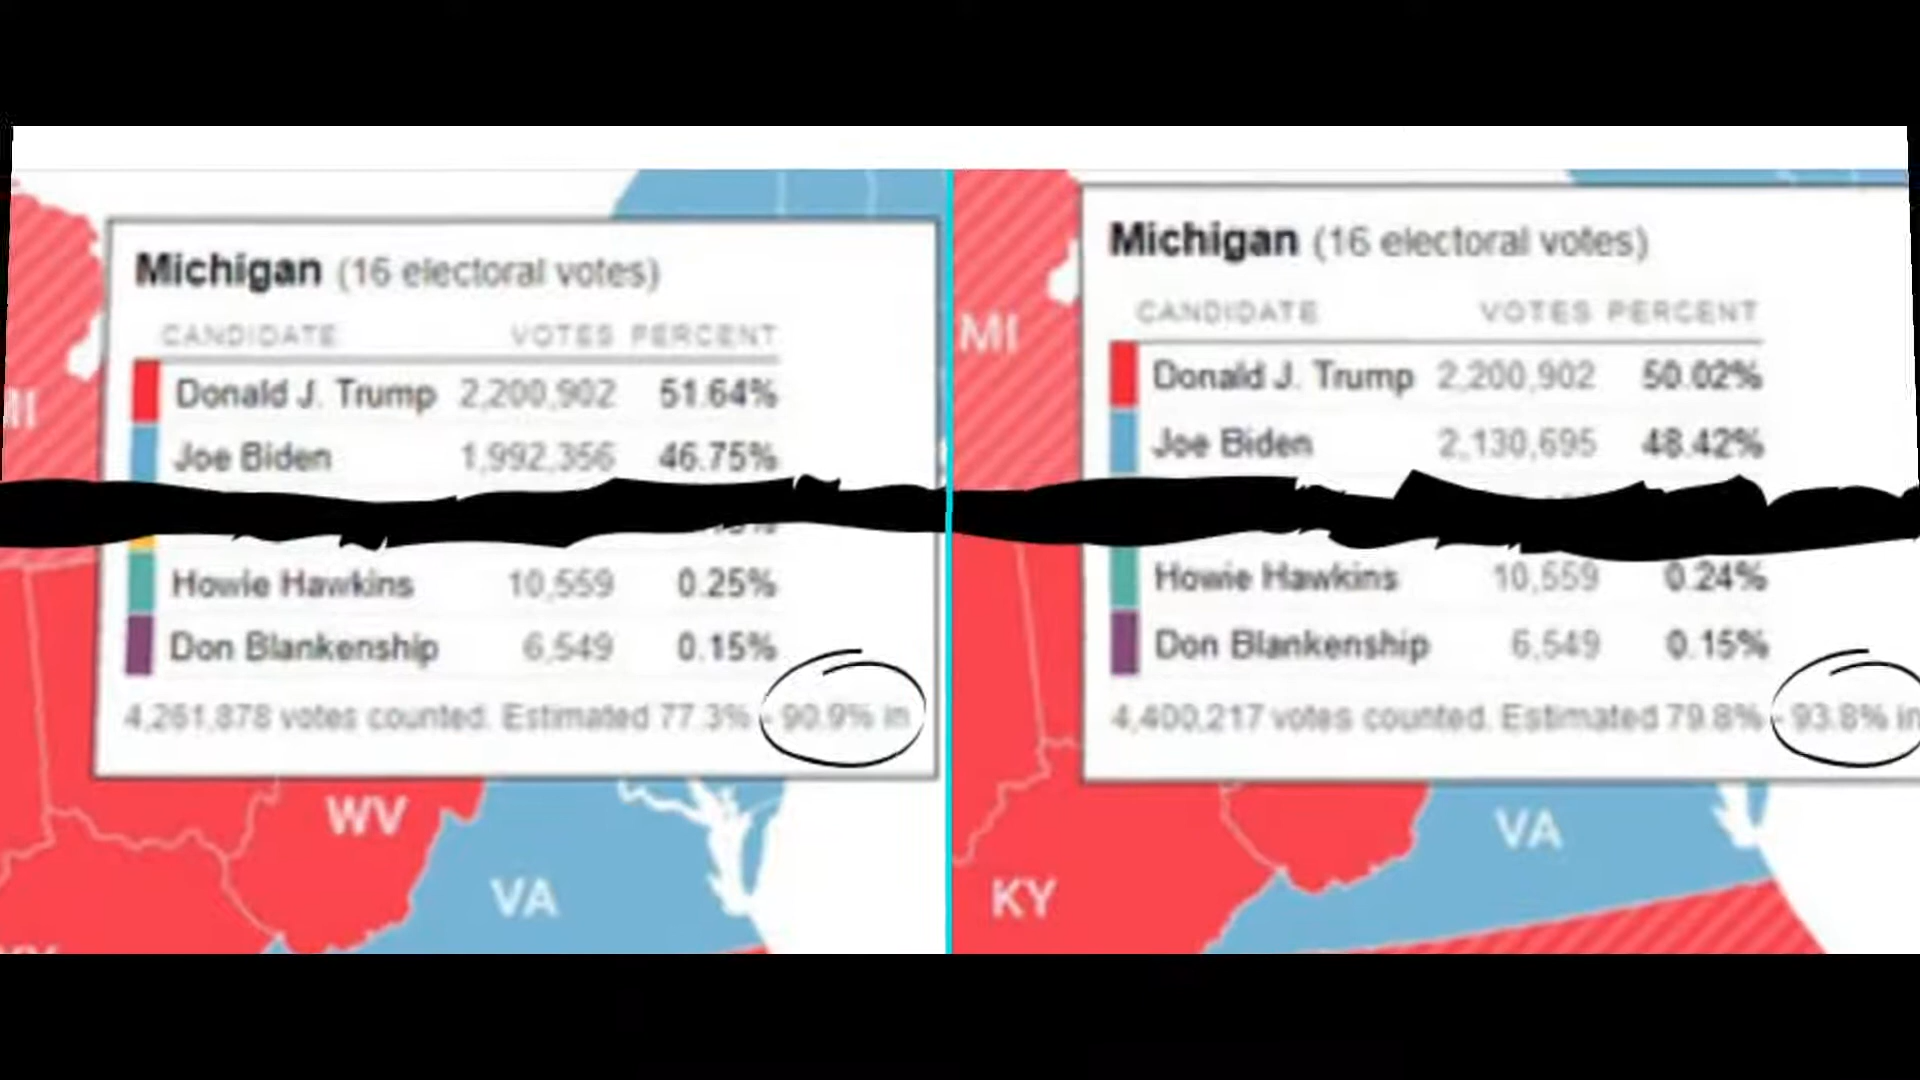 Michigan (16 electoral votes)
CANDIDATE VOTES PERCENT
Donald J. Trump 2,200,902 51.64%
Joe Biden 1,992,356 46.75%
Howie Hawkins 10,559 0.25%
Don Blankenship 6,549 0.15%
4,261,878 votes counted. Estimated 77.3% - 90.9% in
WV
VA
MI
Michigan (16 electoral votes)
CANDIDATE VOTES PERCENT
Donald J. Trump 2,200,902 50.02%
Joe Biden 2,130,695 48.42%
Howie Hawkins 10,559 0.24%
Don Blankenship 6,549 0.15%
4,400,217 votes counted. Estimated 79.8% - 93.8% in
VA
KY